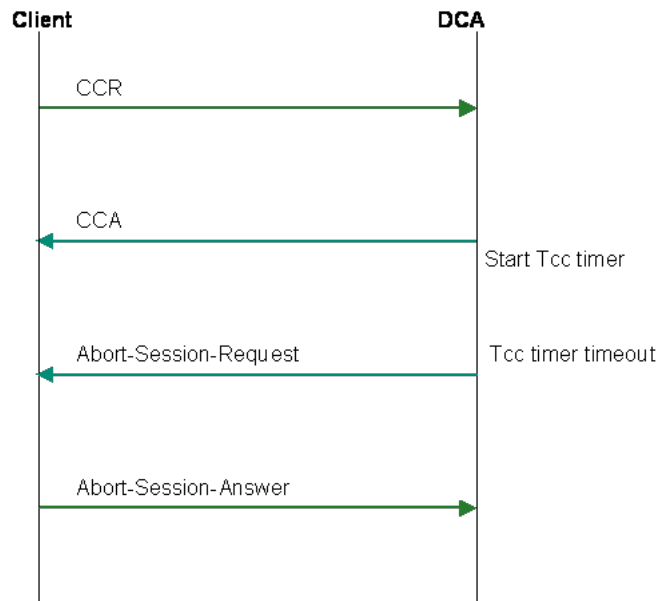 Client
DCA
CCR
CCA
Start Tcc timer
Abort-Session-Request
Tcc timer timeout
Abort-Session-Answer